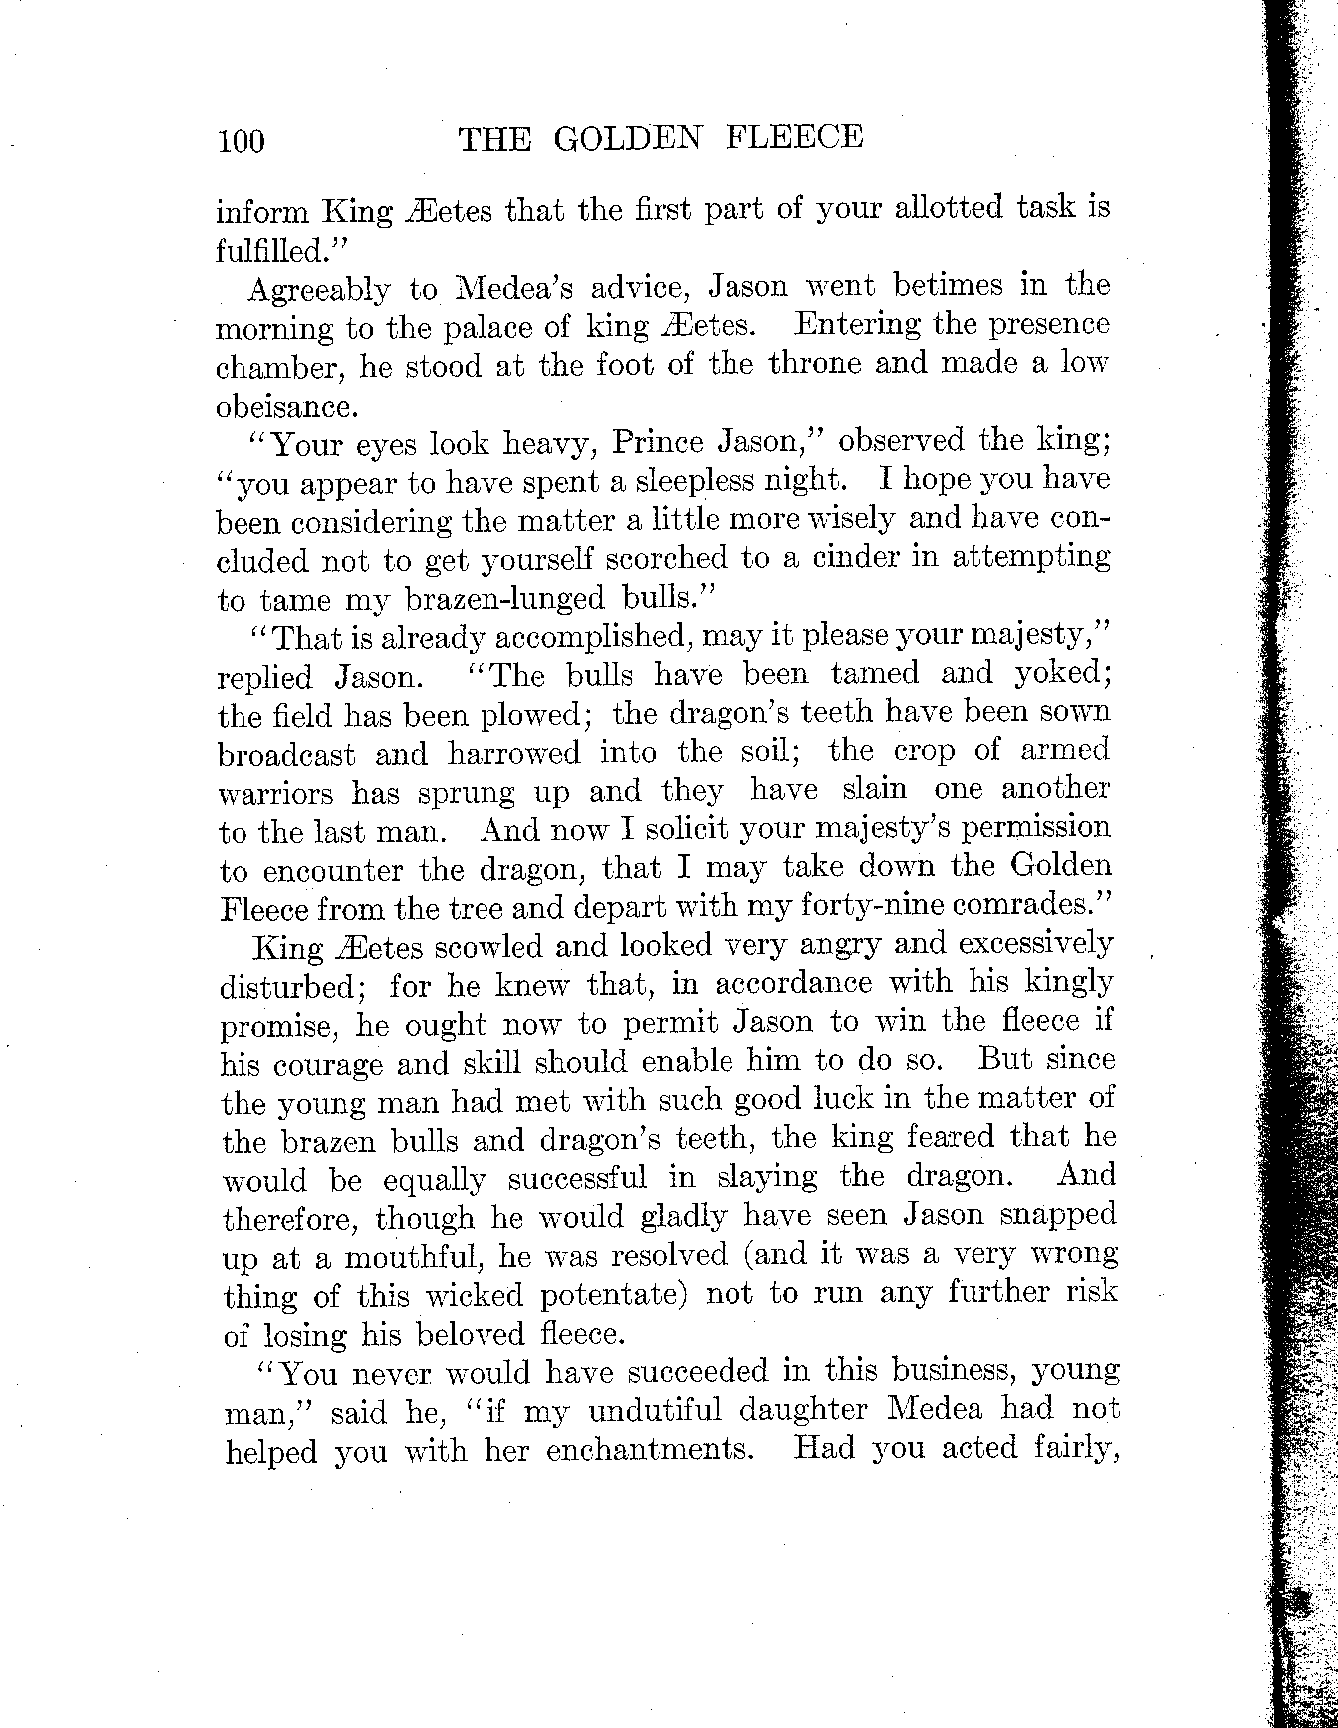 100 THE GOLDEN FLEECE
inform King Æetes that the first part of your allotted task is
fulfilled.”
Agreeably to Medea’s advice, Jason went betimes in the
morning to the palace of king Æetes. Entering the presence
chamber, he stood at the foot of the throne and made a low
obeisance.
“Your eyes look heavy, Prince Jason,” observed the king;
“you appear to have spent a sleepless night. I hope you have
been considering the matter a little more wisely and have con-
cluded not to get yourself scorched to a cinder in attempting
to tame my brazen-lunged bulls.”
“That is already accomplished, may it please your majesty,”
replied Jason. “The bulls have been tamed and yoked;
the field has been plowed; the dragon’s teeth have been sown
broadcast and harrowed into the soil; the crop of armed
warriors has sprung up and they have slain one another
to the last man. And now I solicit your majesty’s permission
to encounter the dragon, that I may take down the Golden
Fleece from the tree and depart with my forty-nine comrades.”
King Æetes scowled and looked very angry and excessively
disturbed; for he knew that, in accordance with his kingly
promise, he ought now to permit Jason to win the fleece if
his courage and skill should enable him to do so. But since
the young man had met with such good luck in the matter of
the brazen bulls and dragon’s teeth, the king feared that he
would be equally successful in slaying the dragon. And
therefore, though he would gladly have seen Jason snapped
up at a mouthful, he was resolved (and it was a very wrong
thing of this wicked potentate) not to run any further risk
of losing his beloved fleece.
“You never would have succeeded in this business, young
man,” said he, “if my undutiful daughter Medea had not
helped you with her enchantments. Had you acted fairly,